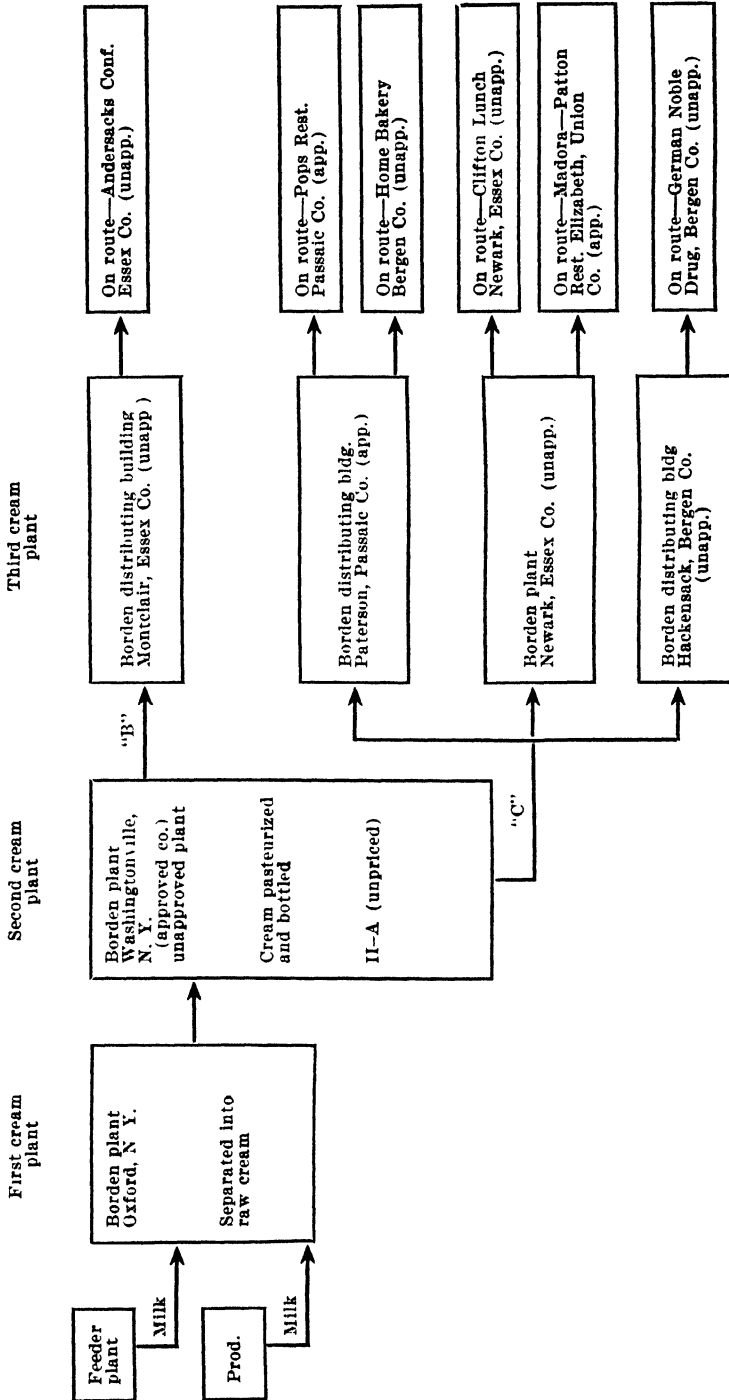 First cream
plant
Second cream
plant
Third cream
plant
Feeder
plant
Milk
Prod.
Milk
Borden plant
Oxford, N Y.
Separated into
raw cream
Borden plant
Washingtonville,
N. Y.
(approved co.)
unapproved plant
Cream pasteurized
and bottled
II-A (unpriced)
"B"
"C"
Borden distributing building
Montclair, Essex Co. (unapp )
Borden distributing bldg.
Paterson, Passaic Co. (app.)
Borden plant
Newark, Essex Co. (unapp.)
Borden distributing bldg
Hackensack, Bergen Co.
(unapp.)
On route—Andersacks Conf.
Essex Co. (unapp.)
On route—Pops Rest.
Passaic Co. (app.)
On route—Home Bakery
Bergen Co. (unapp.)
On route—Clifton Lunch
Newark, Essex Co. (unapp.)
On route—Madora—Patton
Rest. Elizabeth, Union
Co. (app.)
On route—German Noble
Drug, Bergen Co. (unapp.)